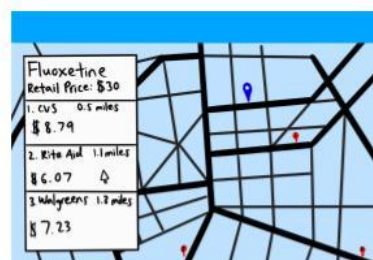 Fluoxetine
Retail Price: $30
1. CVS 0.5 miles
$8.79
2. Rite Aid 1.1 miles
$6.07
3. Walgreens 1.2 miles
$7.23